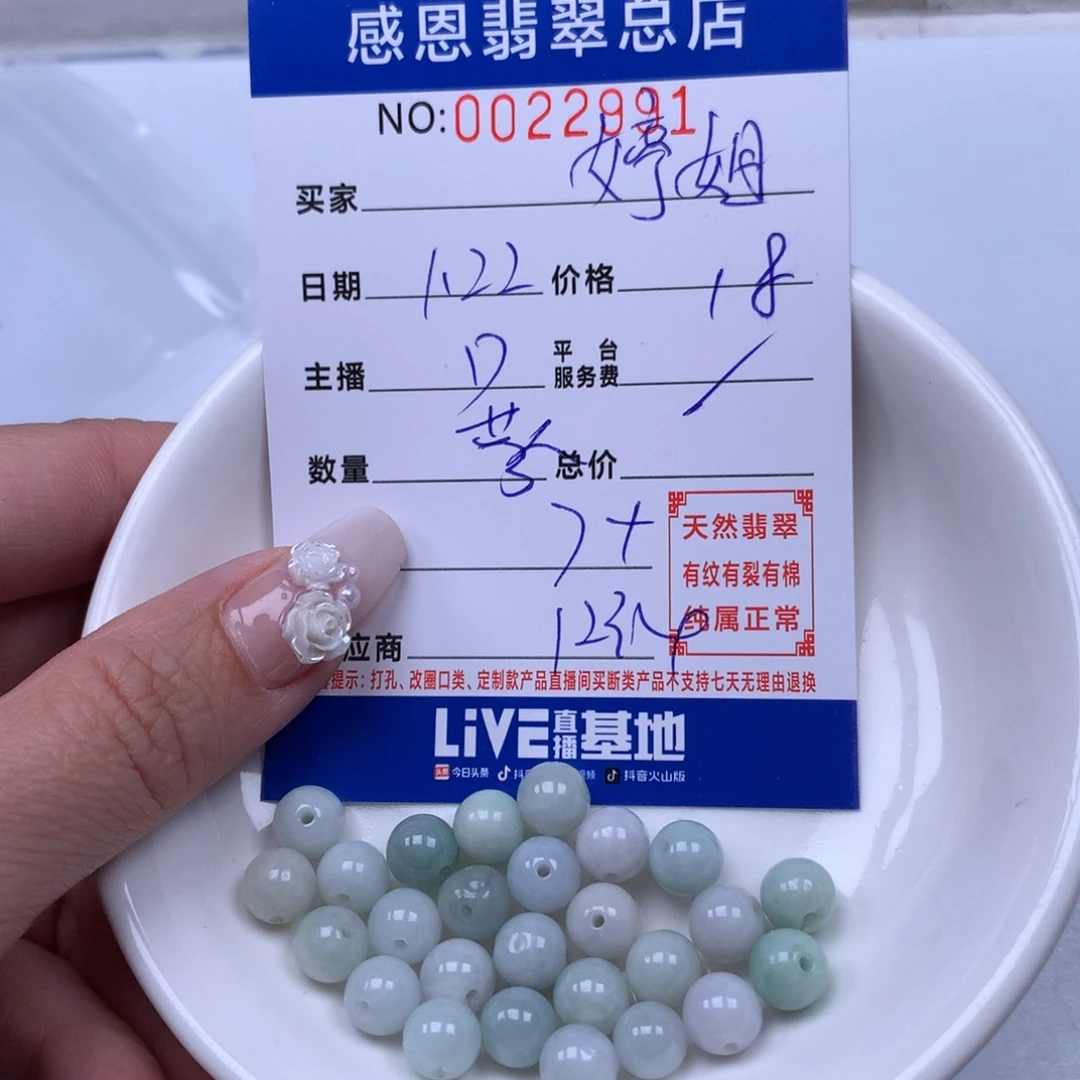 感恩翡翠总店
NO:0022991
买家 婷姐
日期 1.22 价格
主播 平台服务费 /
数量 总价
7+
天然翡翠
有纹有裂有棉
纯属正常
应商
提示：打孔、改圈口类、定制款产品直播间买断类产品不支持七天无理由退换
LiVE直播基地
今日头条 抖 频 抖音火山版